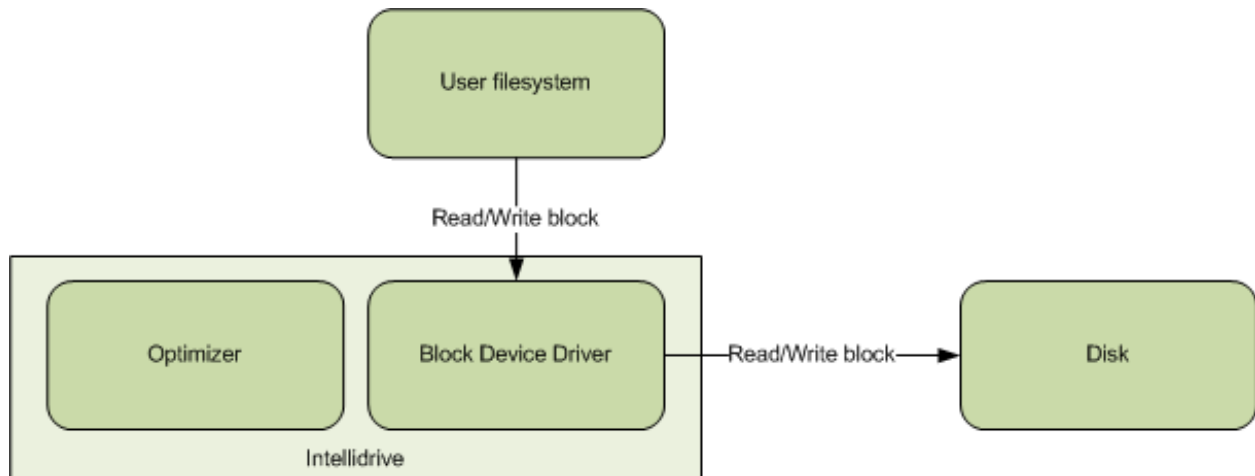 User filesystem
Read/Write block
Optimizer
Block Device Driver
Read/Write block
Disk
Intellidrive